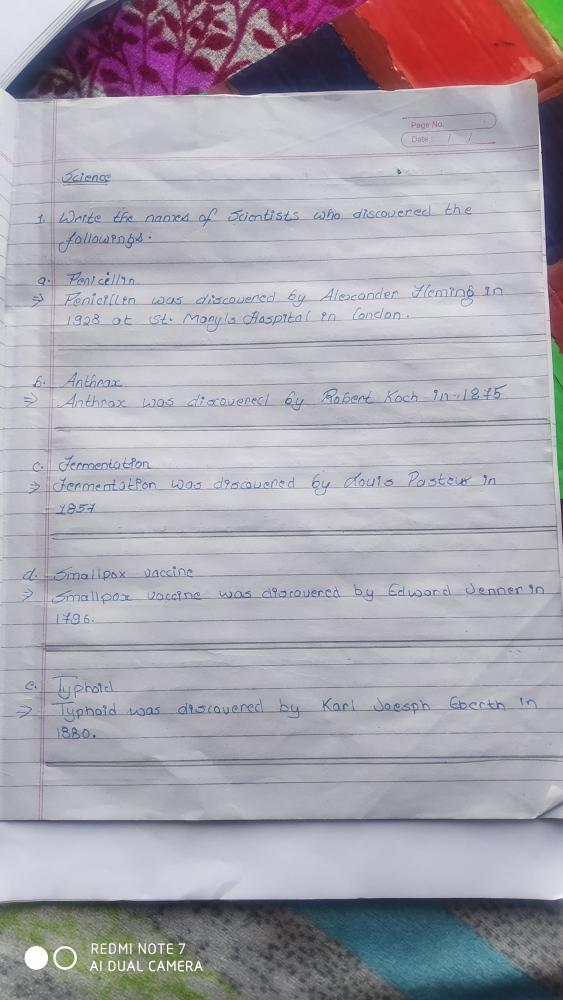 Page No.
Date / /
Science
1. Write the names of Scientists who discovered the
followings.
a. Penicillin
⇒ Penicillin was discovered by Alexander Fleming in
1928 at St. Mary's Hospital in London.
b. Anthrax
⇒ Anthrax was discovered by Robert Koch in 1875
c. Fermentation
⇒ Fermentation was discovered by Louis Pasteur in
1857
d. Smallpox vaccine
⇒ Smallpox vaccine was discovered by Edward Jenner in
1796.
e. Typhoid
⇒ Typhoid was discovered by Karl Joesph Eberth in
1880.
REDMI NOTE 7
AI DUAL CAMERA